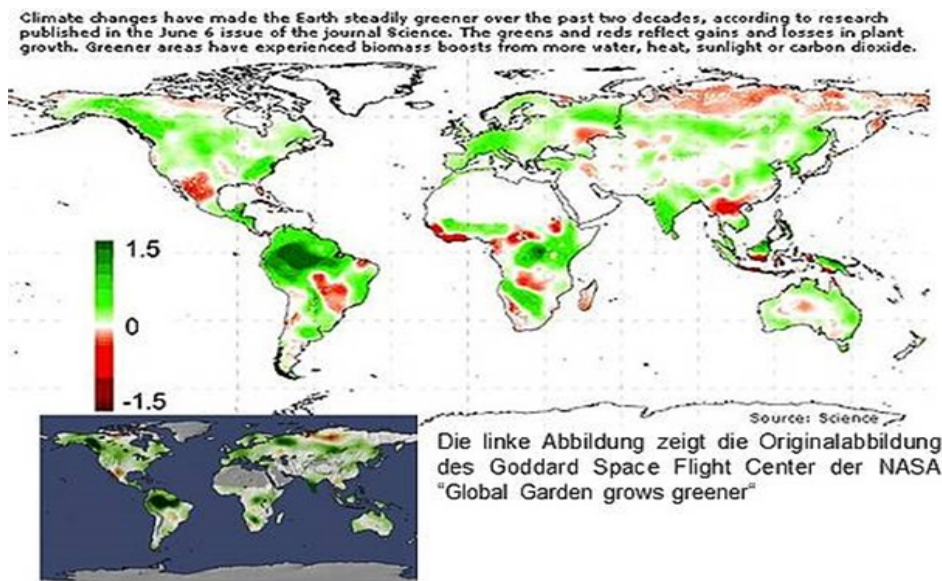 Climate changes have made the Earth steadily greener over the past two decades, according to research
published in the June 6 issue of the journal Science. The greens and reds reflect gains and losses in plant
growth. Greener areas have experienced biomass boosts from more water, heat, sunlight or carbon dioxide.
1.5
0
-1.5
Source: Science
Die linke Abbildung zeigt die Originalabbildung
des Goddard Space Flight Center der NASA
“Global Garden grows greener“